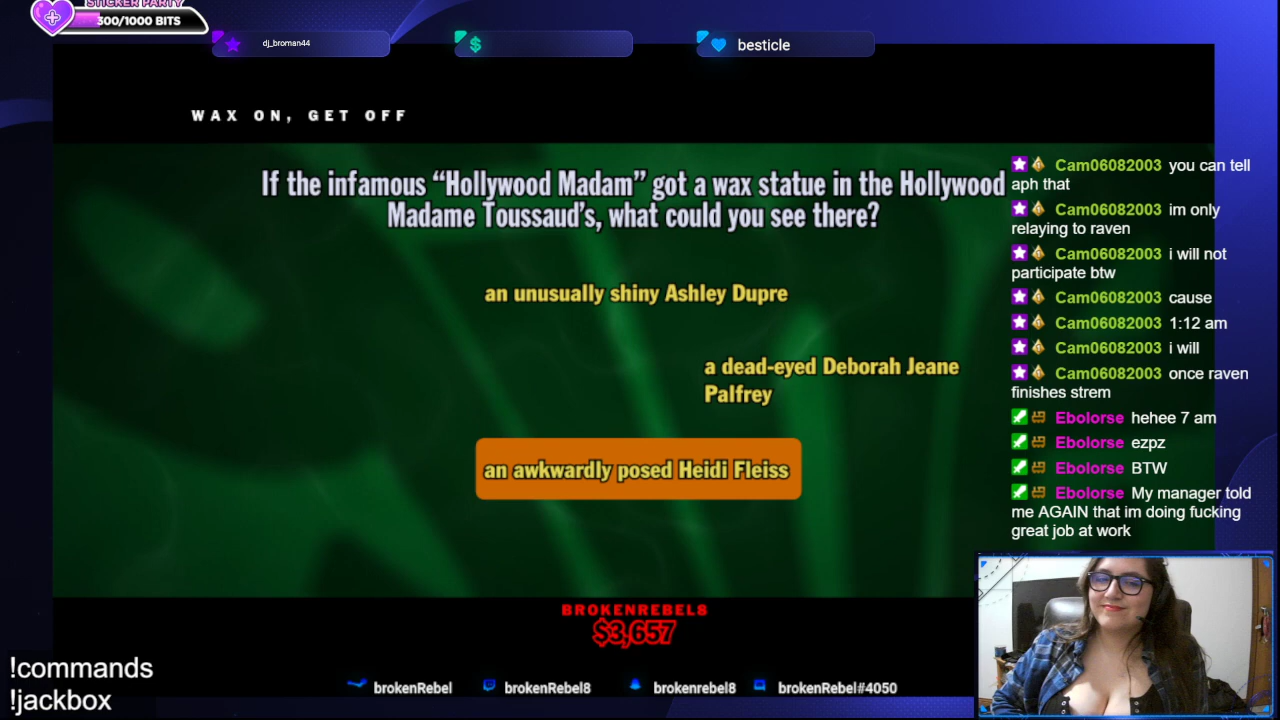 STICKER PARTY
300/1000 BITS
dj_broman44
besticle
WAX ON, GET OFF
If the infamous “Hollywood Madam” got a wax statue in the Hollywood
Madame Toussaud’s, what could you see there?
an unusually shiny Ashley Dupre
a dead-eyed Deborah Jeane
Palfrey
an awkwardly posed Heidi Fleiss
Cam06082003 you can tell
aph that
Cam06082003 im only
relaying to raven
Cam06082003 i will not
participate btw
Cam06082003 cause
Cam06082003 1:12 am
Cam06082003 i will
Cam06082003 once raven
finishes strem
Ebolorse hehee 7 am
Ebolorse ezpz
Ebolorse BTW
Ebolorse My manager told
me AGAIN that im doing fucking
great job at work
BROKENREBEL8
$3,657
!commands
!jackbox
brokenRebel
brokenRebel8
brokenrebel8
brokenRebel#4050